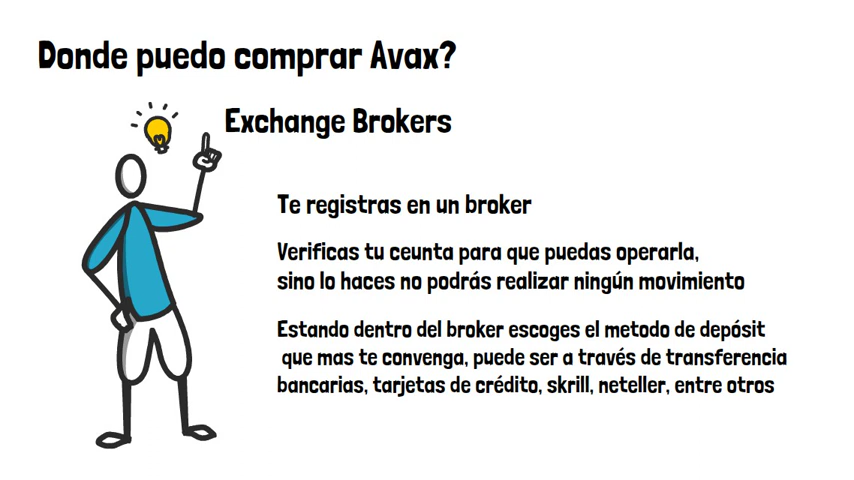 Donde puedo comprar Avax?
Exchange Brokers
Te registras en un broker
Verificas tu ceunta para que puedas operarla,
sino lo haces no podrás realizar ningún movimiento
Estando dentro del broker escoges el metodo de depósit
que mas te convenga, puede ser a través de transferencia
bancarias, tarjetas de crédito, skrill, neteller, entre otros